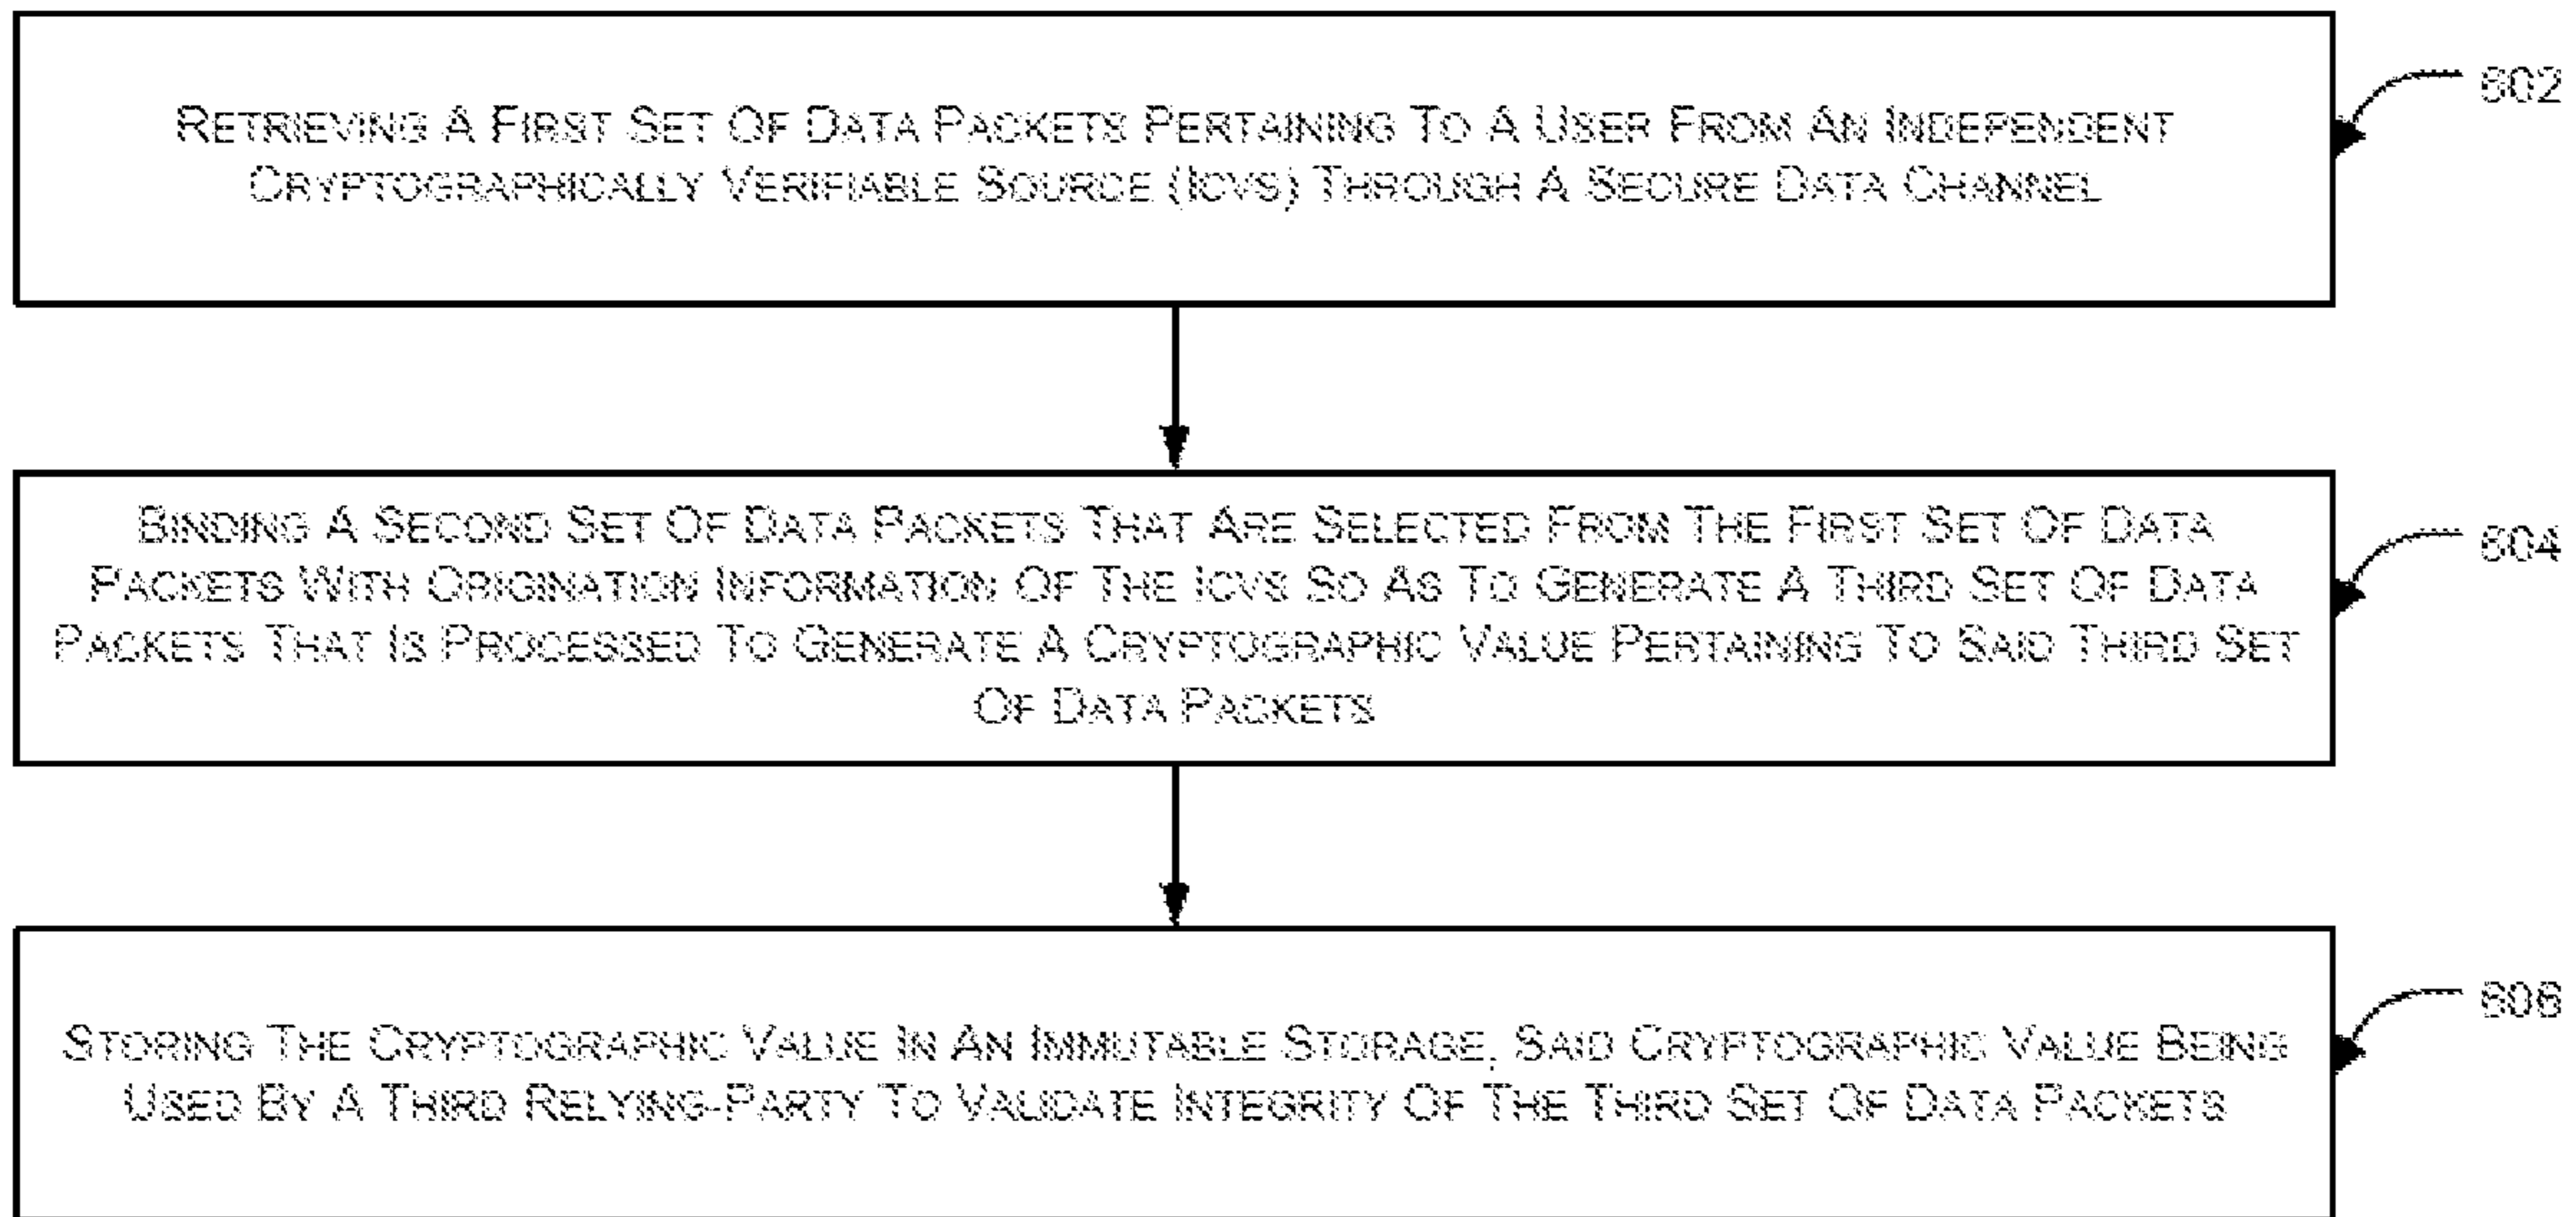 RETRIEVING A FIRST SET OF DATA PACKETS PERTAINING TO A USER FROM AN INDEPENDENT
CRYPTOGRAPHICALLY VERIFIABLE SOURCE (ICVS) THROUGH A SECURE DATA CHANNEL
602
BINDING A SECOND SET OF DATA PACKETS THAT ARE SELECTED FROM THE FIRST SET OF DATA
PACKETS WITH ORIGINATION INFORMATION OF THE ICVS SO AS TO GENERATE A THIRD SET OF DATA
PACKETS THAT IS PROCESSED TO GENERATE A CRYPTOGRAPHIC VALUE PERTAINING TO SAID THIRD SET
OF DATA PACKETS
604
STORING THE CRYPTOGRAPHIC VALUE IN AN IMMUTABLE STORAGE, SAID CRYPTOGRAPHIC VALUE BEING
USED BY A THIRD RELYING-PARTY TO VALIDATE INTEGRITY OF THE THIRD SET OF DATA PACKETS
606